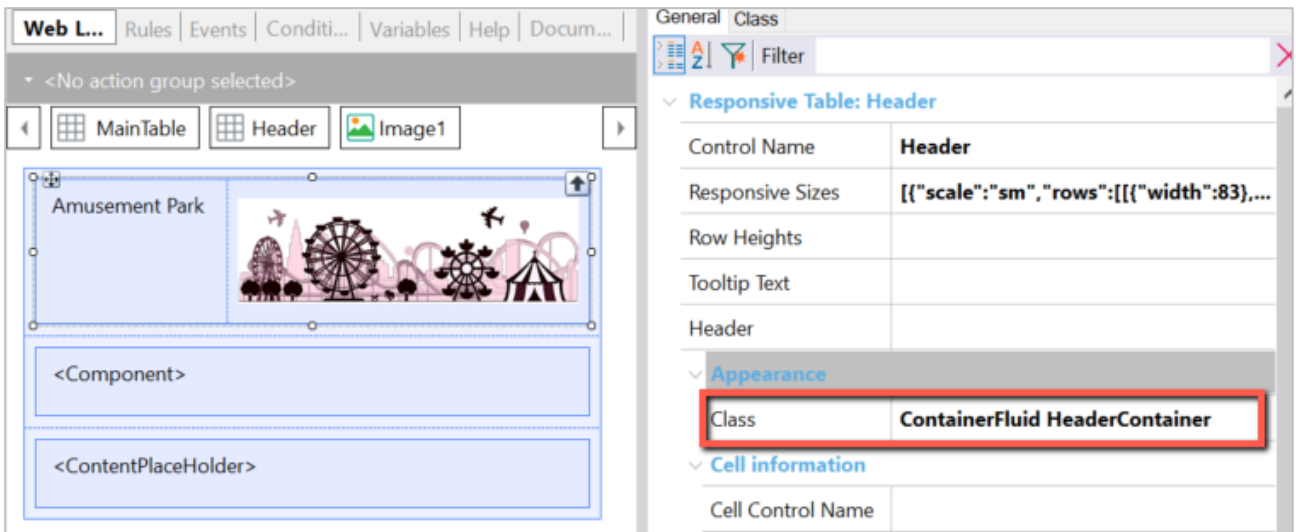 Web L... Rules Events Conditi... Variables Help Docum...
<No action group selected>
MainTable Header Image1
Amusement Park
<Component>
<ContentPlaceHolder>
General Class
Filter
Responsive Table: Header
Control Name Header
Responsive Sizes [{"scale":"sm","rows":[[{"width":83},...
Row Heights
Tooltip Text
Header
Appearance
Class ContainerFluid HeaderContainer
Cell information
Cell Control Name